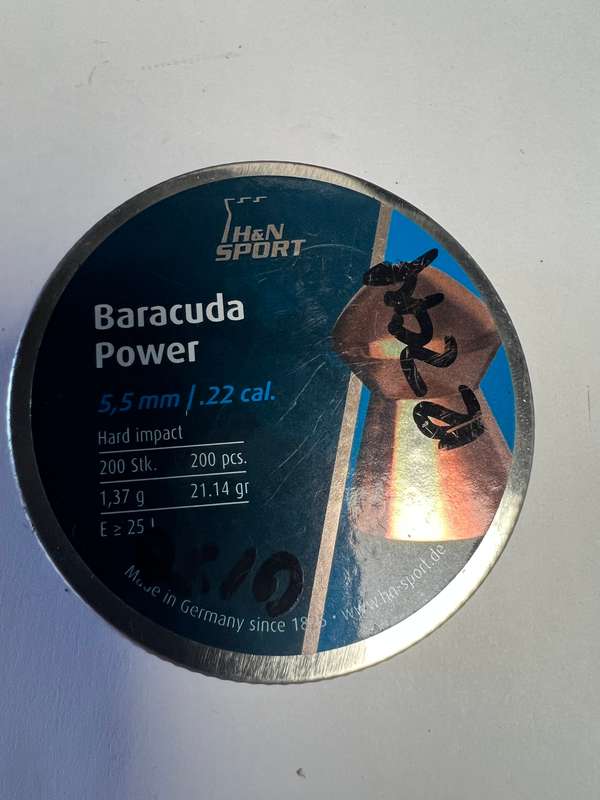 H&N
SPORT
Baracuda
Power
5,5 mm | .22 cal.
Hard impact
200 Stk. 200 pcs.
1,37 g 21.14 gr
E ≥ 25
Made in Germany since • www.hn-sport.de